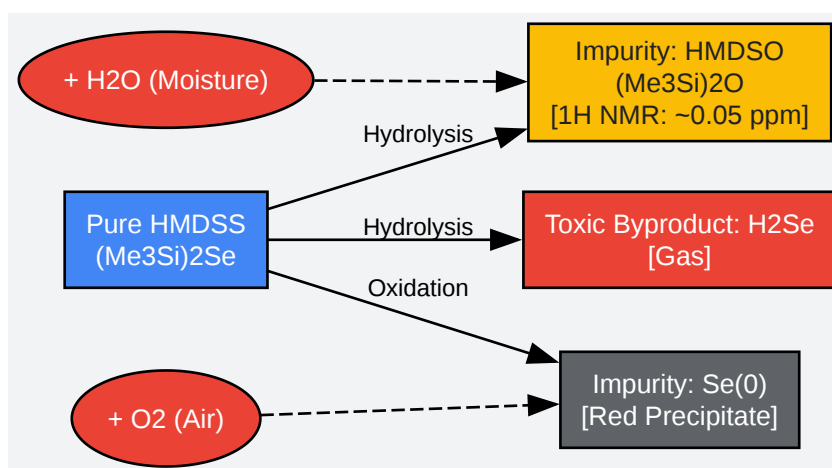 + H2O (Moisture)
Impurity: HMDSO
(Me3Si)2O
[1H NMR: ~0.05 ppm]
Hydrolysis
Pure HMDSS
(Me3Si)2Se
Hydrolysis
Toxic Byproduct: H2Se
[Gas]
Oxidation
Impurity: Se(0)
[Red Precipitate]
+ O2 (Air)